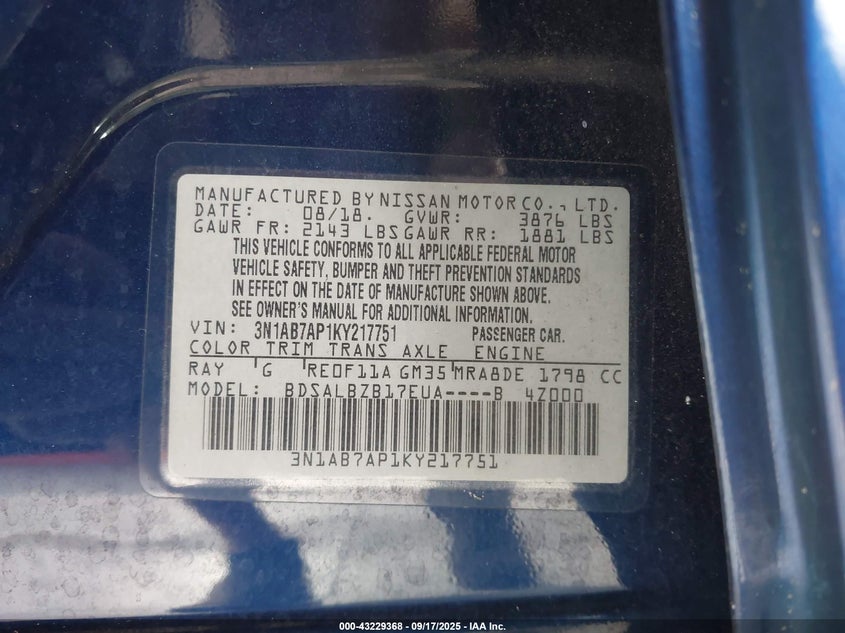 MANUFACTURED BY NISSAN MOTOR CO., LTD.
DATE: 08/18. GVWR: 3876 LBS
GAWR FR: 2143 LBS GAWR RR: 1881 LBS
THIS VEHICLE CONFORMS TO ALL APPLICABLE FEDERAL MOTOR
VEHICLE SAFETY, BUMPER AND THEFT PREVENTION STANDARDS
IN EFFECT ON THE DATE OF MANUFACTURE SHOWN ABOVE.
SEE OWNER'S MANUAL FOR ADDITIONAL INFORMATION.
VIN: 3N1AB7AP1KY217751 PASSENGER CAR.
COLOR TRIM TRANS AXLE ENGINE
RAY G RE0F11A GM35 MRA8DE 1798 CC
MODEL: BDSALBZB17EUA----B 4Z000
3N1AB7AP1KY217751
000-43229368 - 09/17/2025 - IAA Inc.